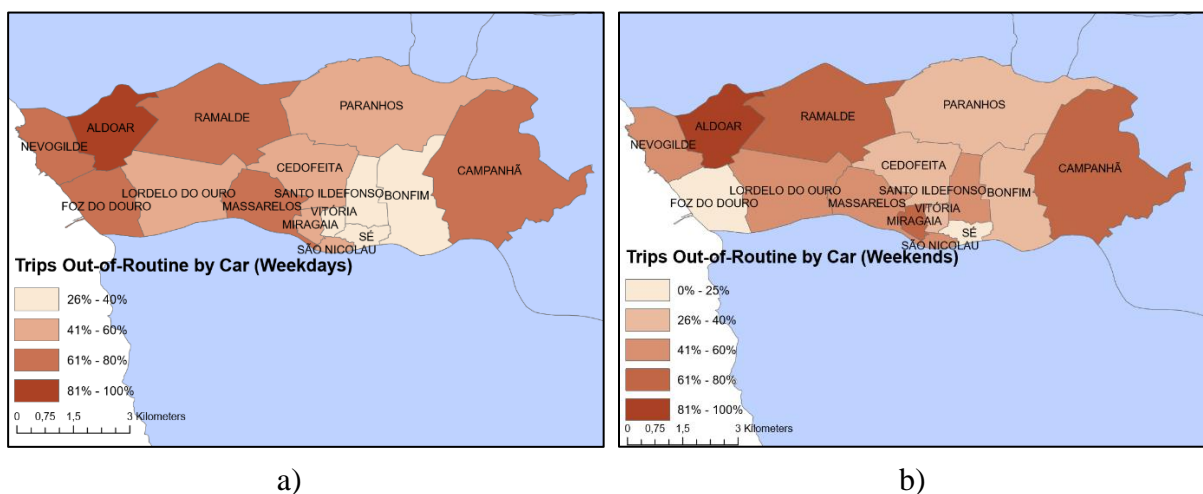 PARANHOS
RAMALDE
ALDOAR
NEVOGILDE
CEDOFEITA
CAMPANHÃ
LORDELO DO OURO
SANTO ILDEFONSO
BONFIM
FOZ DO DOURO
MASSARELOS
VITÓRIA
MIRAGAIA
SÉ
SÃO NICOLAU
Trips Out-of-Routine by Car (Weekdays)
26% - 40%
41% - 60%
61% - 80%
81% - 100%
0 0,75 1,5 3 Kilometers
a)
PARANHOS
RAMALDE
ALDOAR
NEVOGILDE
CEDOFEITA
CAMPANHÃ
LORDELO DO OURO
SANTO ILDEFONSO
BONFIM
FOZ DO DOURO
MASSARELOS
VITÓRIA
MIRAGAIA
SÉ
SÃO NICOLAU
Trips Out-of-Routine by Car (Weekends)
0% - 25%
26% - 40%
41% - 60%
61% - 80%
81% - 100%
0 0,75 1,5 3 Kilometers
b)